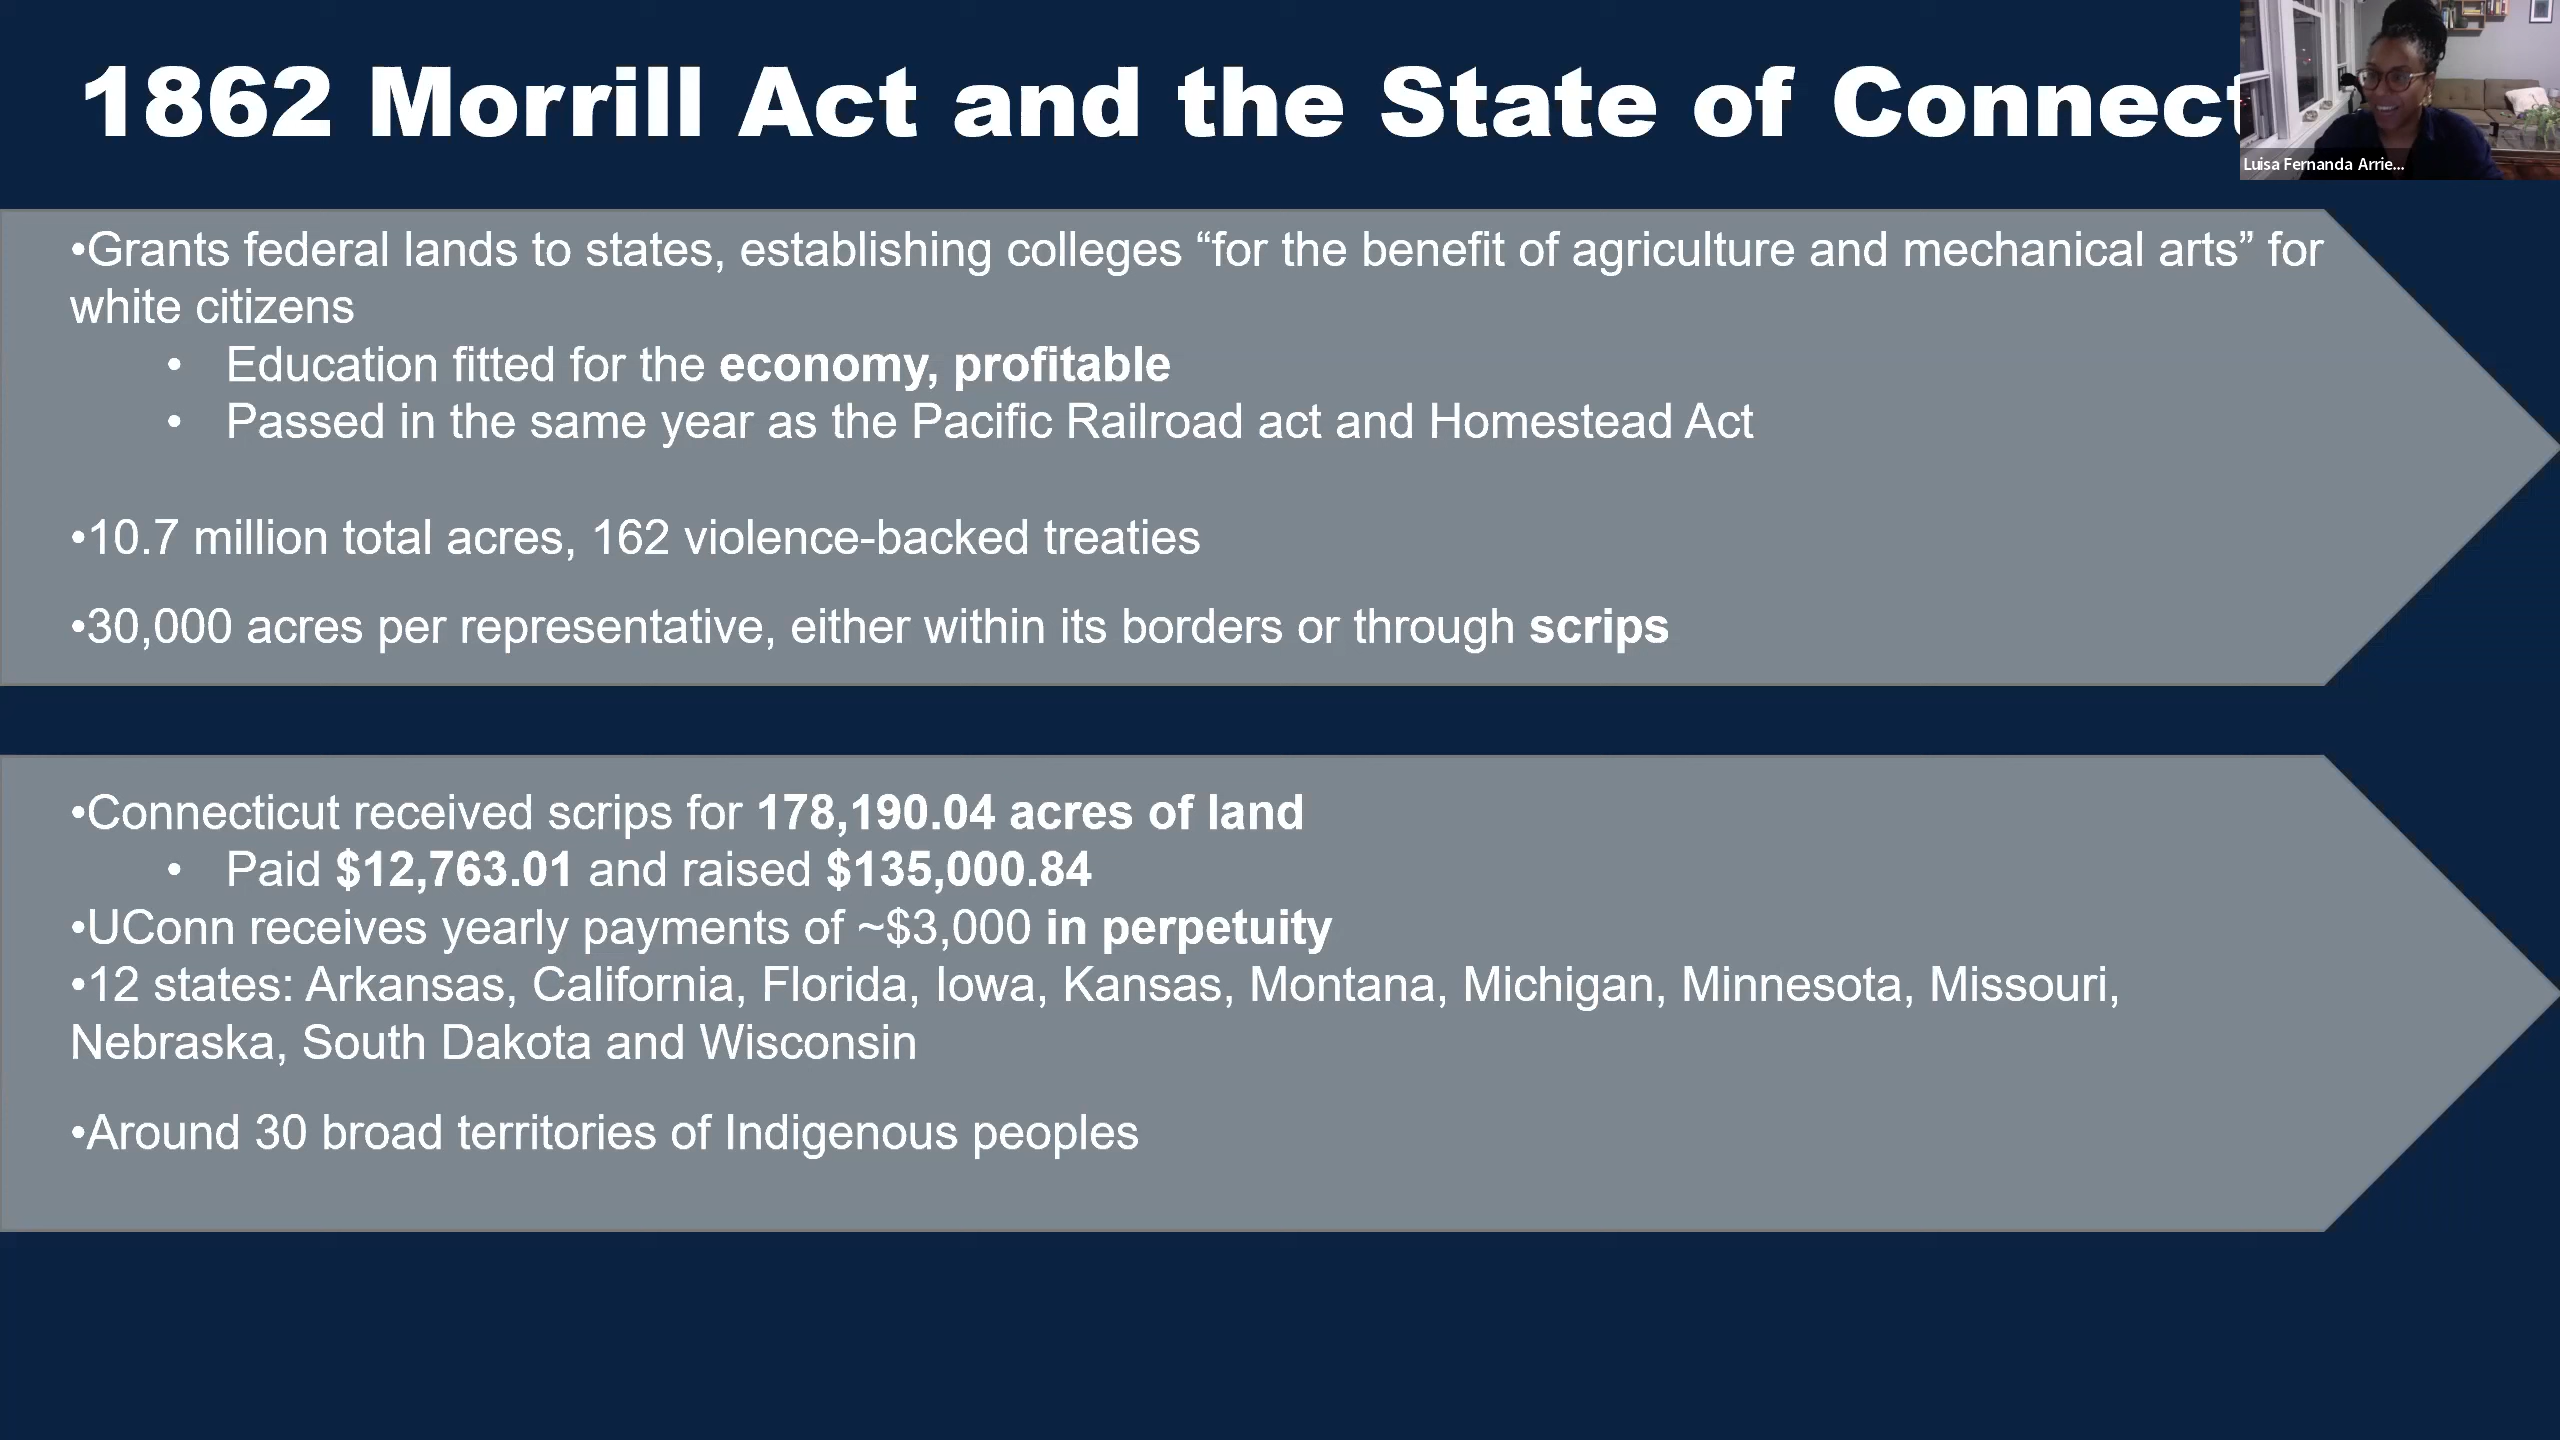 1862 Morrill Act and the State of Connect
Luisa Fernanda Arrie...
•Grants federal lands to states, establishing colleges “for the benefit of agriculture and mechanical arts” for
white citizens
• Education fitted for the economy, profitable
• Passed in the same year as the Pacific Railroad act and Homestead Act
•10.7 million total acres, 162 violence-backed treaties
•30,000 acres per representative, either within its borders or through scrips
•Connecticut received scrips for 178,190.04 acres of land
• Paid $12,763.01 and raised $135,000.84
•UConn receives yearly payments of ~$3,000 in perpetuity
•12 states: Arkansas, California, Florida, Iowa, Kansas, Montana, Michigan, Minnesota, Missouri,
Nebraska, South Dakota and Wisconsin
•Around 30 broad territories of Indigenous peoples